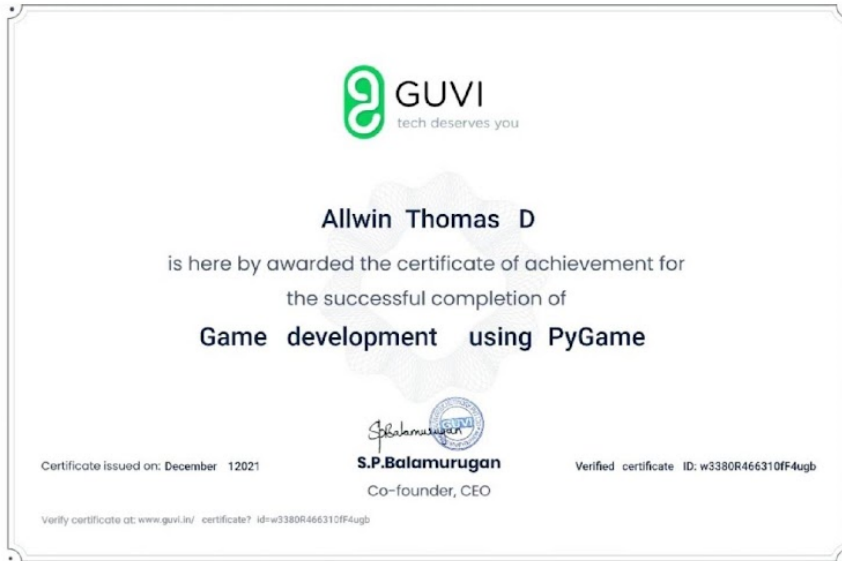 GUVI
tech deserves you
Allwin Thomas D
is here by awarded the certificate of achievement for
the successful completion of
Game development using PyGame
SpBalamurugan
GUVI
S.P.Balamurugan
Co-founder, CEO
Certificate issued on: December 12021
Verified certificate ID: w3380R466310fF4ugb
Verify certificate at: www.guvi.in/ certificate? id=w3380R466310fF4ugb